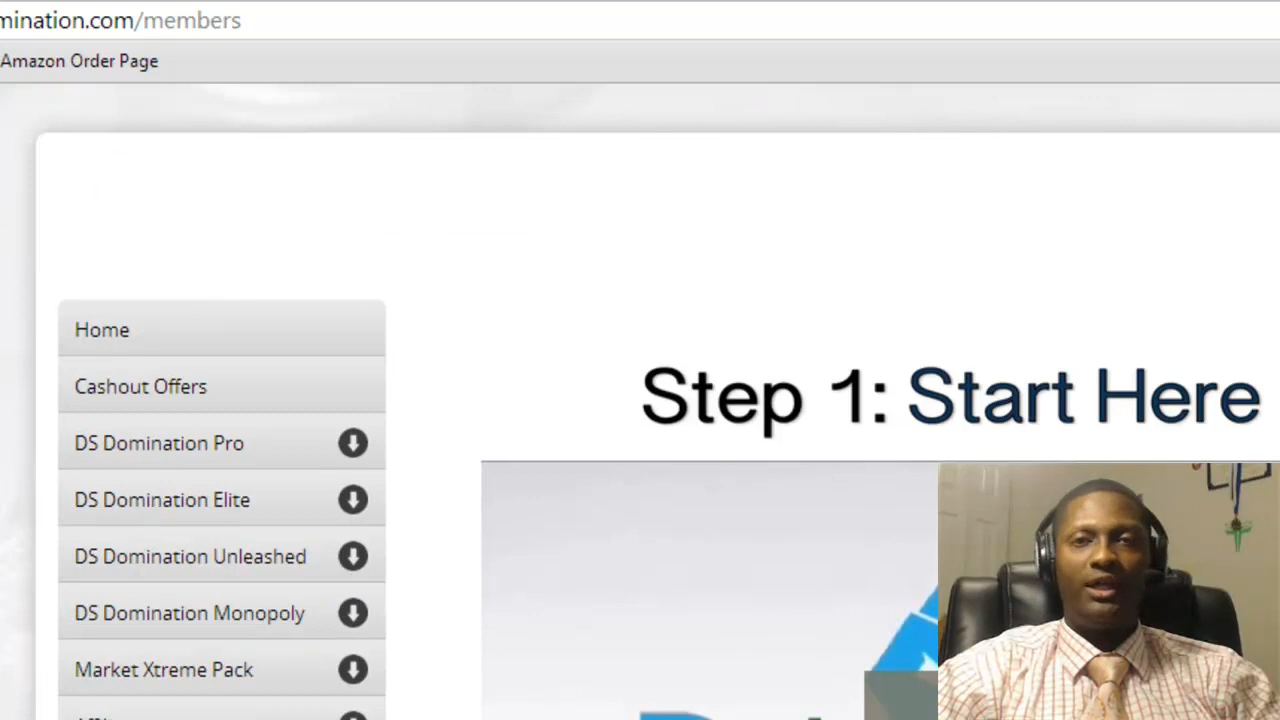 mination.com/members
Amazon Order Page
Home
Cashout Offers
DS Domination Pro
DS Domination Elite
DS Domination Unleashed
DS Domination Monopoly
Market Xtreme Pack
Step 1: Start Here